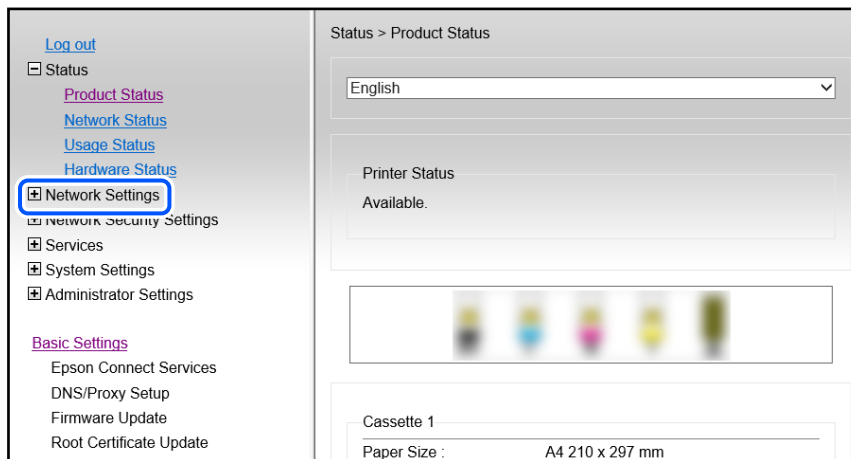 Log out
Status
Product Status
Network Status
Usage Status
Hardware Status
Network Settings
Network Security Settings
Services
System Settings
Administrator Settings
Basic Settings
Epson Connect Services
DNS/Proxy Setup
Firmware Update
Root Certificate Update
Status > Product Status
English
Printer Status
Available.
Cassette 1
Paper Size : A4 210 x 297 mm